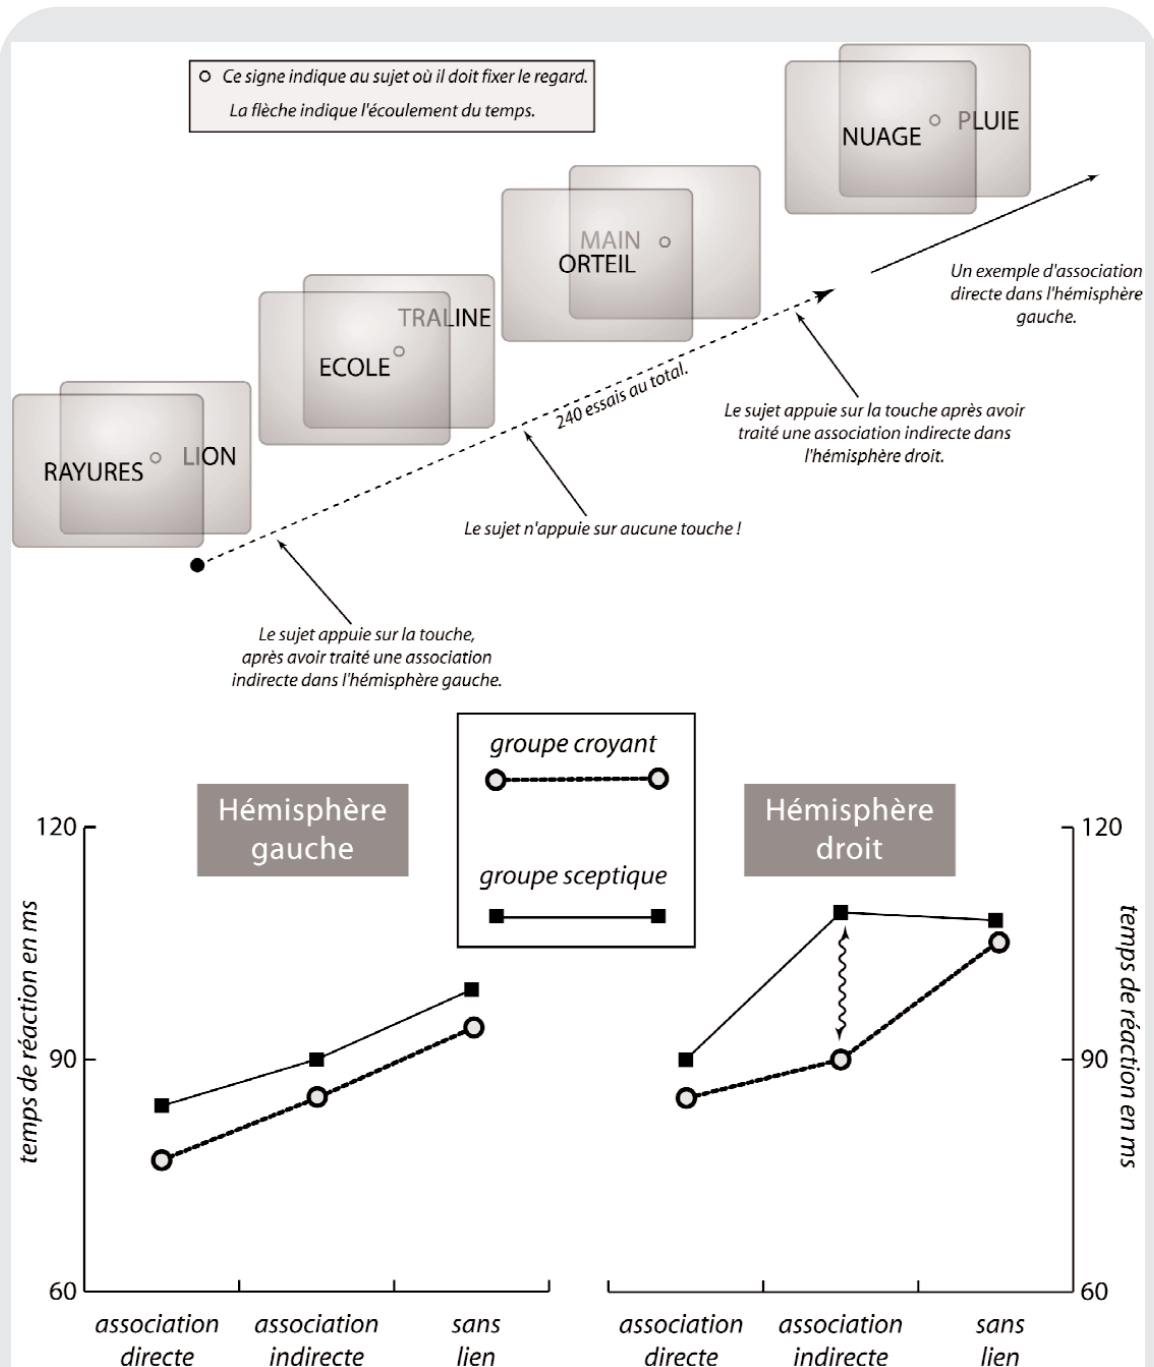 Ce signe indique au sujet où il doit fixer le regard.
La flèche indique l'écoulement du temps.
NUAGE
PLUIE
MAIN
ORTEIL
Un exemple d'association
directe dans l'hémisphère
gauche.
TRALINE
ECOLE
240 essais au total.
Le sujet appuie sur la touche après avoir
traité une association indirecte dans
l'hémisphère droit.
RAYURES
LION
Le sujet n'appuie sur aucune touche !
Le sujet appuie sur la touche,
après avoir traité une association
indirecte dans l'hémisphère gauche.
groupe croyant
groupe sceptique
Hémisphère
gauche
Hémisphère
droit
temps de réaction en ms
120
90
60
120
90
60
temps de réaction en ms
association
directe
association
indirecte
sans
lien
association
directe
association
indirecte
sans
lien